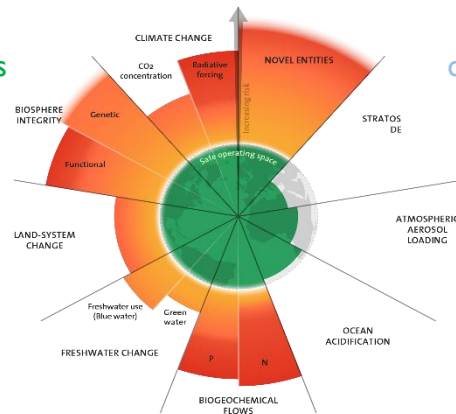 S
CLIMATE CHANGE
CO2
concentration
Radiative
forcing
NOVEL ENTITIES
Increasing risk
BIOSPHERE
INTEGRITY
Genetic
Functional
STRATOS
DE
Safe operating space
LAND-SYSTEM
CHANGE
ATMOSPHERIC
AEROSOL
LOADING
Freshwater use
(Blue water)
Green
water
FRESHWATER CHANGE
P
N
OCEAN
ACIDIFICATION
BIOGEOCHEMICAL
FLOWS